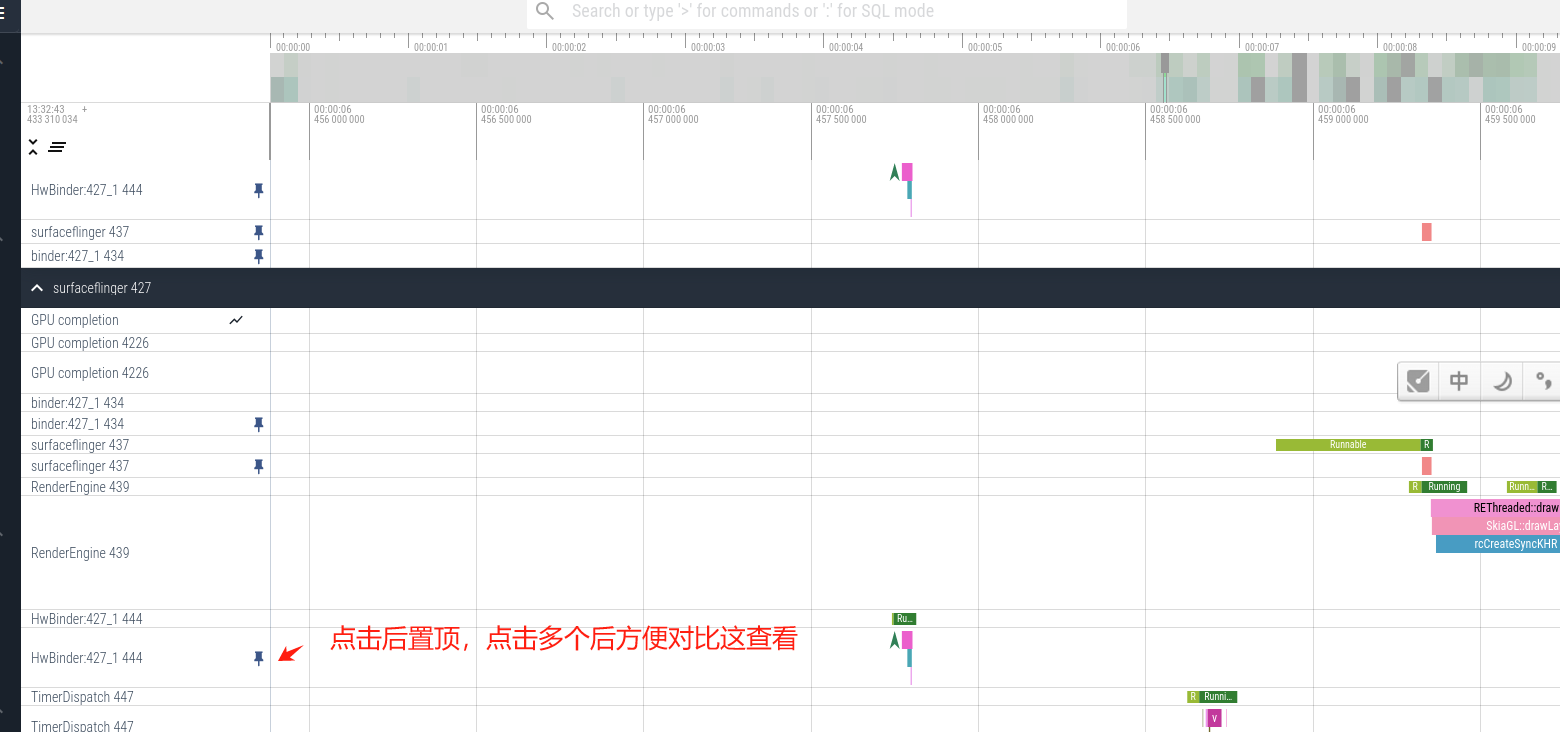 Search or type '>' for commands or ':' for SQL mode
00:00:00 00:00:01 00:00:02 00:00:03 00:00:04 00:00:05 00:00:06 00:00:07 00:00:08 00:00:09
13:32:43 + 00:00:06 00:00:06 00:00:06 00:00:06 00:00:06 00:00:06 00:00:06 00:00:06
433 310 034 456 000 000 456 500 000 457 000 000 457 500 000 458 000 000 458 500 000 459 000 000 459 500 000
HwBinder:427_1 444
surfaceflinger 437
binder:427_1 434
surfaceflinger 427
GPU completion
GPU completion 4226
GPU completion 4226
中
binder:427_1 434
binder:427_1 434
surfaceflinger 437 Runnable R
surfaceflinger 437
RenderEngine 439 R Running Runn... R...
REThreaded::draw
SkiaGL::drawLa
rcCreateSyncKHR
RenderEngine 439
HwBinder:427_1 444 Ru...
点击后置顶，点击多个后方便对比这查看
HwBinder:427_1 444
TimerDispatch 447 R Runni...
TimerDispatch 447 V